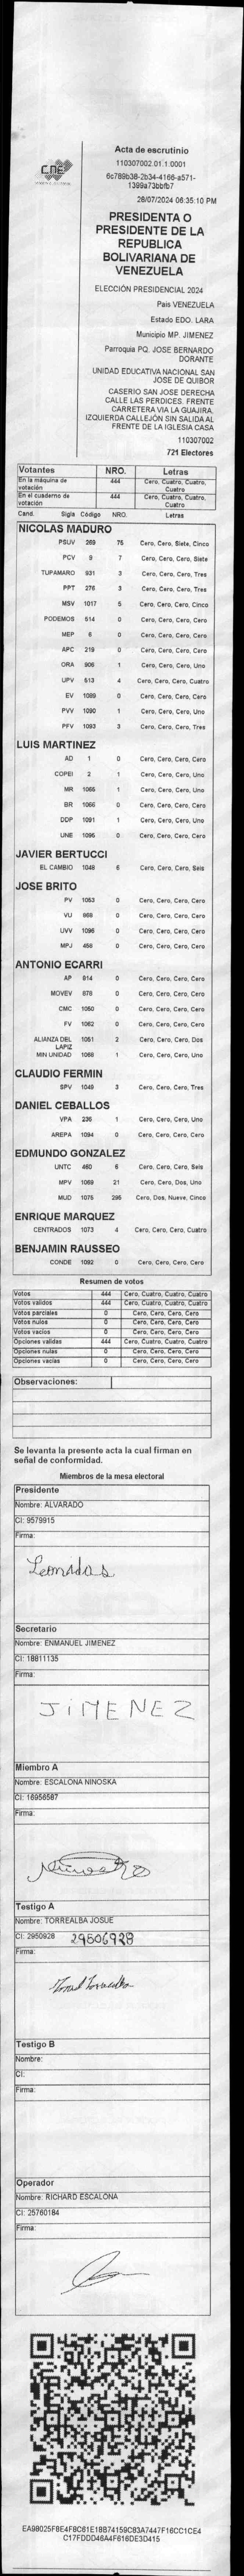 CNE
Acta de escrutinio
110307002.01.1.0001
6c789b38-2b34-4166-a571-
1399a73bbfb7
28/07/2024 06:35:10 PM
PRESIDENTA O
PRESIDENTE DE LA
REPUBLICA
BOLIVARIANA DE
VENEZUELA
ELECCIÓN PRESIDENCIAL 2024
Pais VENEZUELA
Estado EDO. LARA
Municipio MP. JIMENEZ
Parroquia PQ. JOSE BERNARDO
DORANTE
UNIDAD EDUCATIVA NACIONAL SAN
JOSE DE QUIBOR
CASERIO SAN JOSE DERECHA
CALLE LAS PERDICES. FRENTE
CARRETERA VIA LA GUAJIRA.
IZQUIERDA CALLEJÓN SIN SALIDA AL
FRENTE DE LA IGLESIA CASA
110307002
721 Electores
Votantes NRO. Letras
En la máquina de votación 444 Cero, Cuatro, Cuatro, Cuatro
En el cuaderno de votación 444 Cero, Cuatro, Cuatro, Cuatro
Cand. Sigla Código NRO. Letras
NICOLAS MADURO
PSUV 269 75 Cero, Cero, Siete, Cinco
PCV 9 7 Cero, Cero, Cero, Siete
TUPAMARO 931 3 Cero, Cero, Cero, Tres
PPT 276 3 Cero, Cero, Cero, Tres
MSV 1017 5 Cero, Cero, Cero, Cinco
PODEMOS 514 0 Cero, Cero, Cero, Cero
MEP 6 0 Cero, Cero, Cero, Cero
APC 219 0 Cero, Cero, Cero, Cero
ORA 906 1 Cero, Cero, Cero, Uno
UPV 513 4 Cero, Cero, Cero, Cuatro
EV 1089 0 Cero, Cero, Cero, Cero
PVV 1090 1 Cero, Cero, Cero, Uno
PFV 1093 3 Cero, Cero, Cero, Tres
LUIS MARTINEZ
AD 1 0 Cero, Cero, Cero, Cero
COPEI 2 1 Cero, Cero, Cero, Uno
MR 1065 1 Cero, Cero, Cero, Uno
BR 1066 0 Cero, Cero, Cero, Cero
DDP 1091 1 Cero, Cero, Cero, Uno
UNE 1095 0 Cero, Cero, Cero, Cero
JAVIER BERTUCCI
EL CAMBIO 1048 6 Cero, Cero, Cero, Seis
JOSE BRITO
PV 1053 0 Cero, Cero, Cero, Cero
VU 968 0 Cero, Cero, Cero, Cero
UVV 1096 0 Cero, Cero, Cero, Cero
MPJ 458 0 Cero, Cero, Cero, Cero
ANTONIO ECARRI
AP 914 0 Cero, Cero, Cero, Cero
MOVEV 978 0 Cero, Cero, Cero, Cero
CMC 1050 0 Cero, Cero, Cero, Cero
FV 1062 0 Cero, Cero, Cero, Cero
ALIANZA DEL LAPIZ 1051 2 Cero, Cero, Cero, Dos
MIN UNIDAD 1056 1 Cero, Cero, Cero, Uno
CLAUDIO FERMIN
SPV 1049 3 Cero, Cero, Cero, Tres
DANIEL CEBALLOS
VPA 236 1 Cero, Cero, Cero, Uno
AREPA 1094 0 Cero, Cero, Cero, Cero
EDMUNDO GONZALEZ
UNTC 460 6 Cero, Cero, Cero, Seis
MPV 1069 21 Cero, Cero, Dos, Uno
MUD 1075 295 Cero, Dos, Nueve, Cinco
ENRIQUE MARQUEZ
CENTRADOS 1073 4 Cero, Cero, Cero, Cuatro
BENJAMIN RAUSSEO
CONDE 1092 0 Cero, Cero, Cero, Cero
Resumen de votos
Votos 444 Cero, Cuatro, Cuatro, Cuatro
Votos validos 444 Cero, Cuatro, Cuatro, Cuatro
Votos parciales 0 Cero, Cero, Cero, Cero
Votos nulos 0 Cero, Cero, Cero, Cero
Votos vacios 0 Cero, Cero, Cero, Cero
Opciones validas 444 Cero, Cuatro, Cuatro, Cuatro
Opciones nulas 0 Cero, Cero, Cero, Cero
Opciones vacias 0 Cero, Cero, Cero, Cero
Observaciones:
Se levanta la presente acta la cual firman en
señal de conformidad.
Miembros de la mesa electoral
Presidente
Nombre: ALVARADO
CI: 9579915
Firma:
Leonidas
Secretario
Nombre: ENMANUEL JIMENEZ
CI: 18811135
Firma:
JiMENEZ
Miembro A
Nombre: ESCALONA NINOSKA
CI: 16956587
Firma:
Testigo A
Nombre: TORREALBA JOSUE
CI: 2950928 29506928
Firma:
Testigo B
Nombre:
CI:
Firma:
Operador
Nombre: RICHARD ESCALONA
CI: 25760184
Firma:
EA98025F8E4F8C61E18B74159C83A7447F16CC1CE4
C17FDDD46A4F616DE3D415